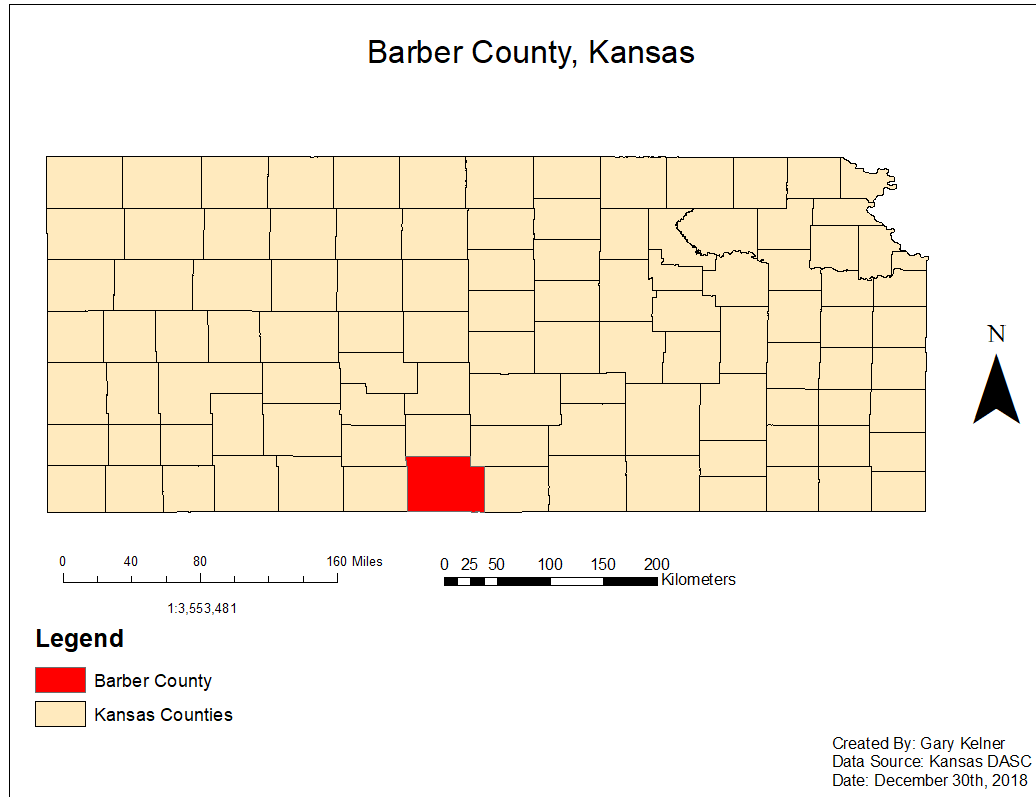 Barber County, Kansas
N
0 40 80 160 Miles
0 25 50 100 150 200
Kilometers
1:3,553,481
Legend
Barber County
Kansas Counties
Created By: Gary Kelner
Data Source: Kansas DASC
Date: December 30th, 2018